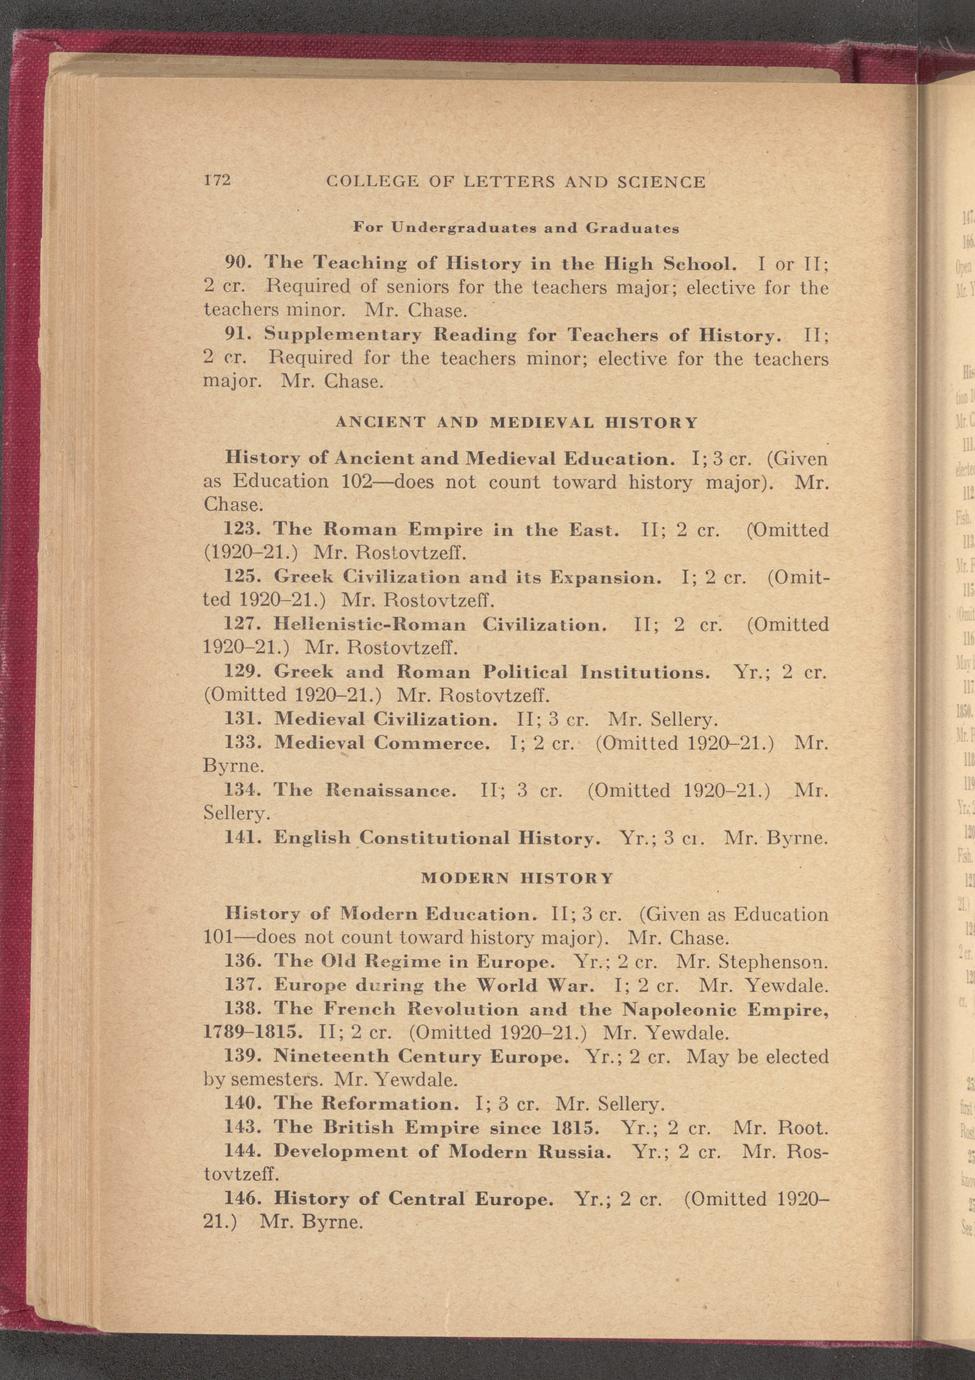 172 COLLEGE OF LETTERS AND SCIENCE
For Undergraduates and Graduates
90. The Teaching of History in the High School. I or II;
2 cr. Required of seniors for the teachers major; elective for the
teachers minor. Mr. Chase.
91. Supplementary Reading for Teachers of History. II;
2 cr. Required for the teachers minor; elective for the teachers
major. Mr. Chase.
ANCIENT AND MEDIEVAL HISTORY
History of Ancient and Medieval Education. I; 3 cr. (Given
as Education 102—does not count toward history major). Mr.
Chase.
123. The Roman Empire in the East. II; 2 cr. (Omitted
(1920–21.) Mr. Rostovtzeff.
125. Greek Civilization and its Expansion. I; 2 cr. (Omit-
ted 1920–21.) Mr. Rostovtzeff.
127. Hellenistic-Roman Civilization. II; 2 cr. (Omitted
1920–21.) Mr. Rostovtzeff.
129. Greek and Roman Political Institutions. Yr.; 2 cr.
(Omitted 1920–21.) Mr. Rostovtzeff.
131. Medieval Civilization. II; 3 cr. Mr. Sellery.
133. Medieval Commerce. I; 2 cr. (Omitted 1920–21.) Mr.
Byrne.
134. The Renaissance. II; 3 cr. (Omitted 1920–21.) Mr.
Sellery.
141. English Constitutional History. Yr.; 3 cr. Mr. Byrne.
MODERN HISTORY
History of Modern Education. II; 3 cr. (Given as Education
101—does not count toward history major). Mr. Chase.
136. The Old Regime in Europe. Yr.; 2 cr. Mr. Stephenson.
137. Europe during the World War. I; 2 cr. Mr. Yewdale.
138. The French Revolution and the Napoleonic Empire,
1789–1815. II; 2 cr. (Omitted 1920–21.) Mr. Yewdale.
139. Nineteenth Century Europe. Yr.; 2 cr. May be elected
by semesters. Mr. Yewdale.
140. The Reformation. I; 3 cr. Mr. Sellery.
143. The British Empire since 1815. Yr.; 2 cr. Mr. Root.
144. Development of Modern Russia. Yr.; 2 cr. Mr. Ros-
tovtzeff.
146. History of Central Europe. Yr.; 2 cr. (Omitted 1920–
21.) Mr. Byrne.